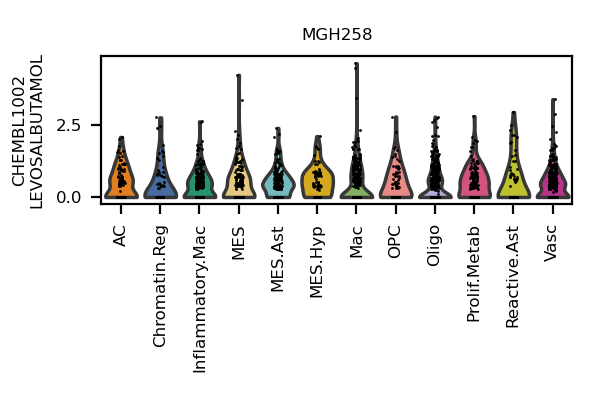 MGH258
CHEMBL1002
LEVOSALBUTAMOL
2.5
0.0
AC
Chromatin.Reg
Inflammatory.Mac
MES
MES.Ast
MES.Hyp
Mac
OPC
Oligo
Prolif.Metab
Reactive.Ast
Vasc